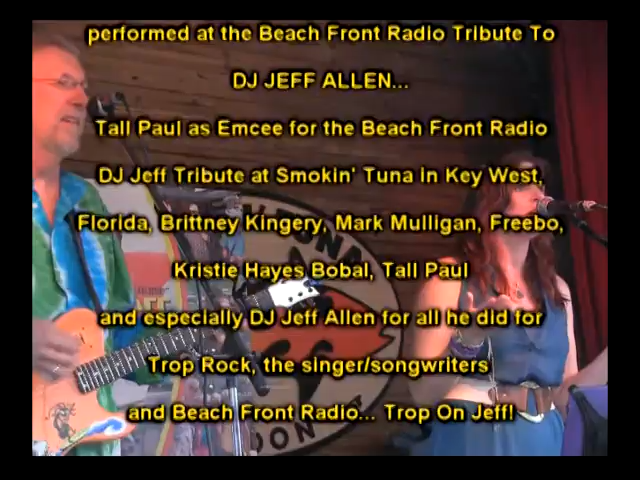 performed at the Beach Front Radio Tribute To
DJ JEFF ALLEN...
Tall Paul as Emcee for the Beach Front Radio
DJ Jeff Tribute at Smokin' Tuna in Key West,
Florida, Brittney Kingery, Mark Mulligan, Freebo,
Kristie Hayes Bobal, Tall Paul
and especially DJ Jeff Allen for all he did for
Trop Rock, the singer/songwriters
and Beach Front Radio... Trop On Jeff!